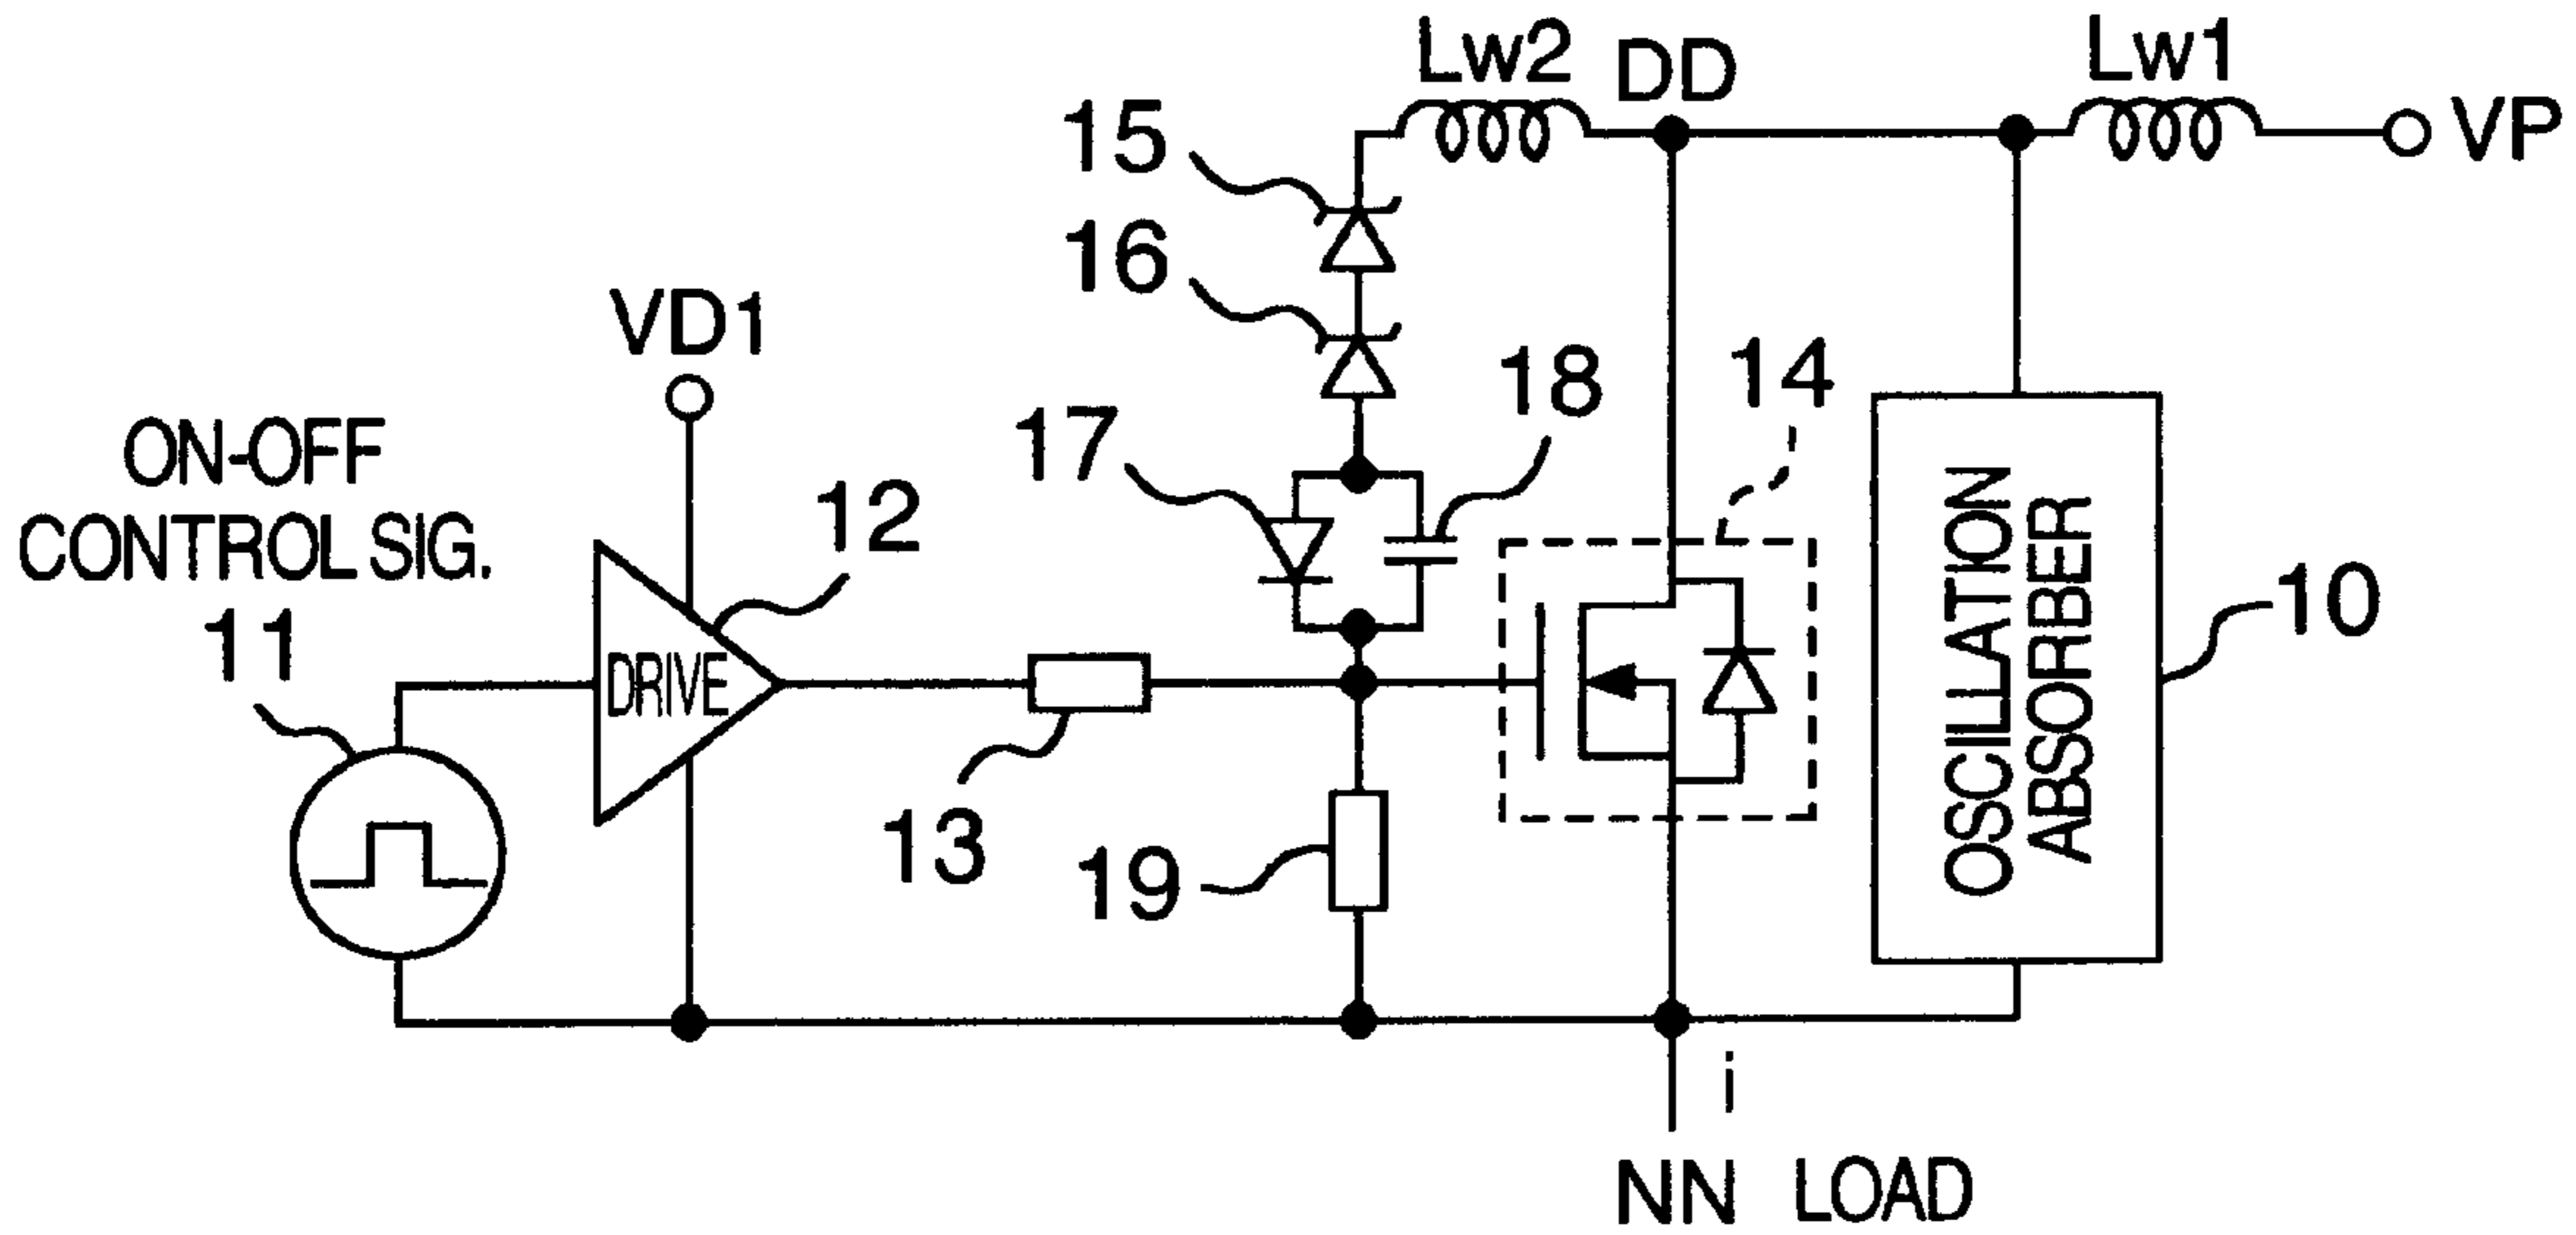 Lw2
DD
Lw1
VP
15
16
VD1
18
14
17
ON-OFF
CONTROL SIG.
12
11
DRIVE
OSCILLATION
ABSORBER
10
13
19
i
NN
LOAD